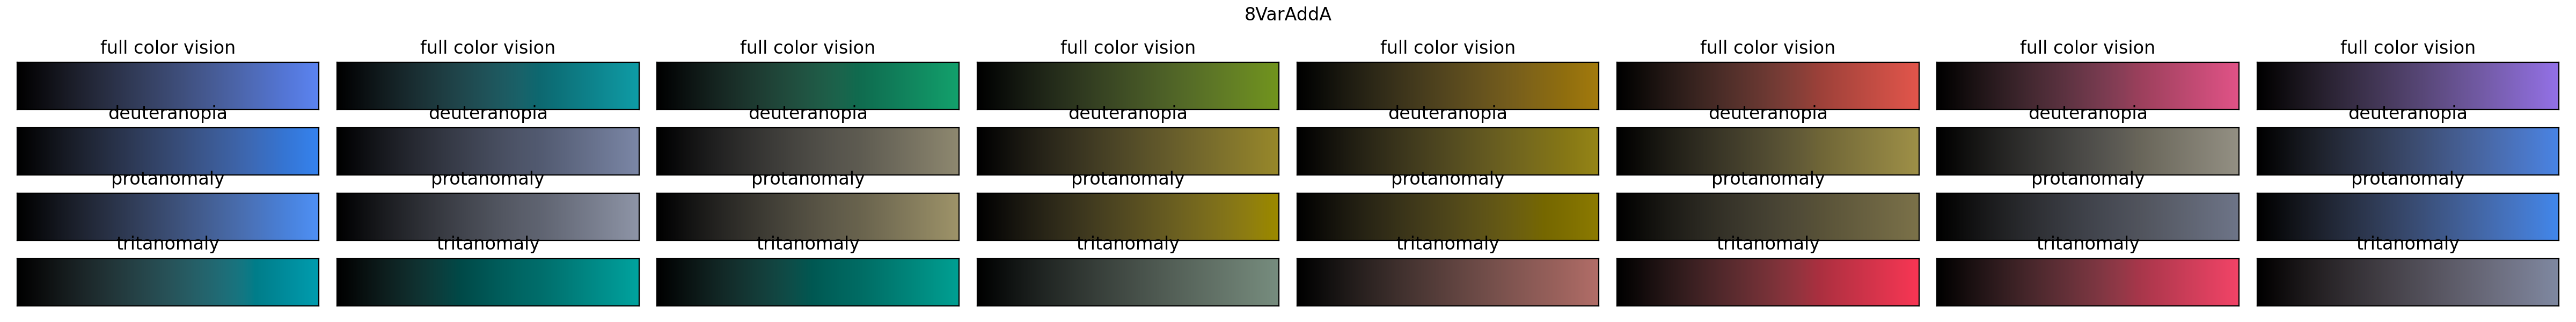 8VarAddA
full color vision full color vision full color vision full color vision full color vision full color vision full color vision full color vision
deuteranopia deuteranopia deuteranopia deuteranopia deuteranopia deuteranopia deuteranopia deuteranopia
protanomaly protanomaly protanomaly protanomaly protanomaly protanomaly protanomaly protanomaly
tritanomaly tritanomaly tritanomaly tritanomaly tritanomaly tritanomaly tritanomaly tritanomaly